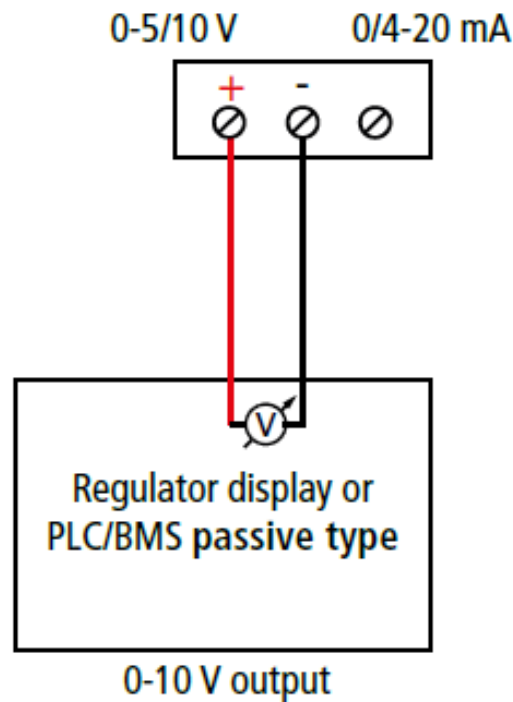 0-5/10 V 0/4-20 mA
+ -
V
Regulator display or
PLC/BMS passive type
0-10 V output